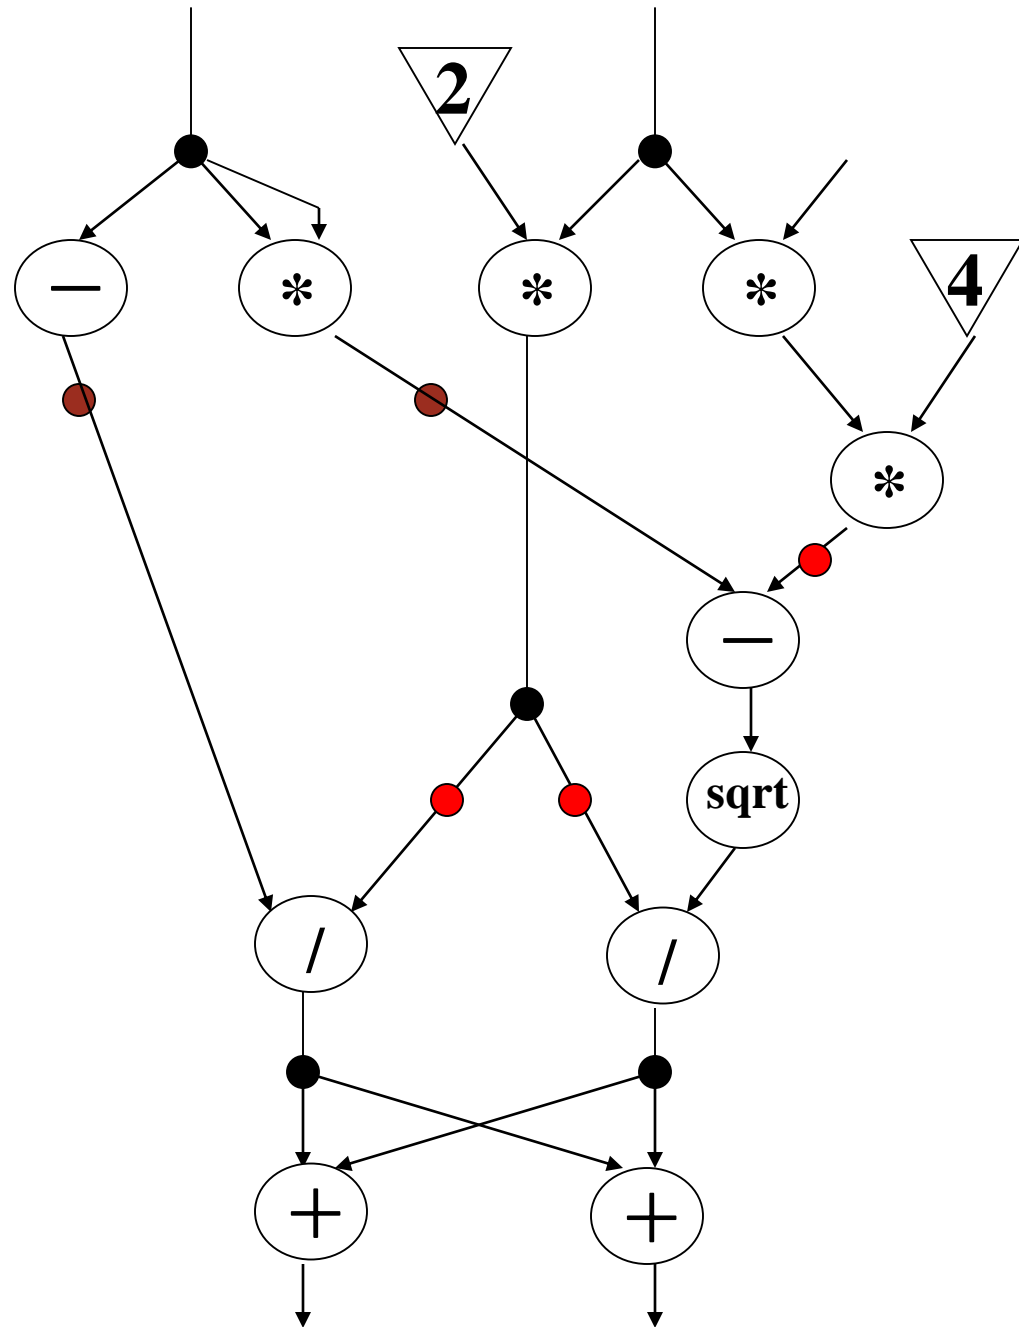 2
— * * * 4
*
—
sqrt
/ /
+ +